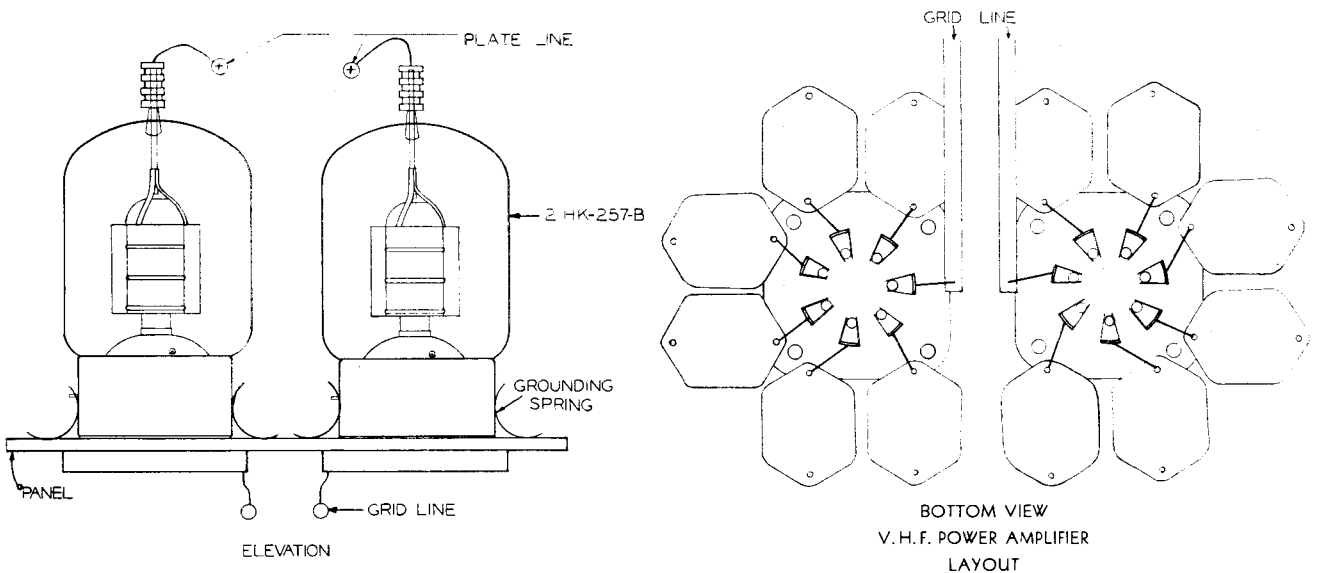 PLATE LINE
2 HK-257-B
GROUNDING
SPRING
PANEL
GRID LINE
ELEVATION
GRID LINE
BOTTOM VIEW
V.H.F. POWER AMPLIFIER
LAYOUT